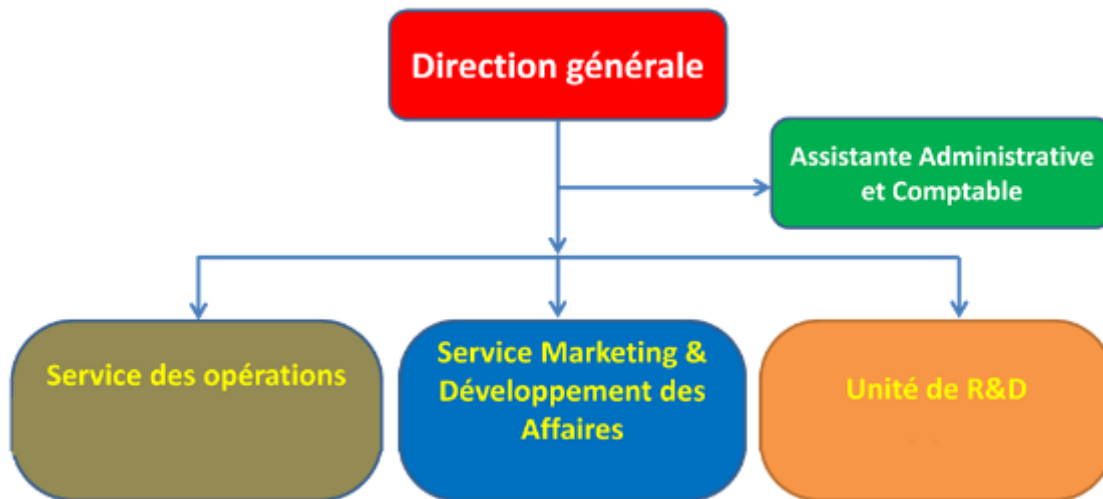 Direction générale
Assistante Administrative
et Comptable
Service des opérations
Service Marketing &
Développement des
Affaires
Unité de R&D